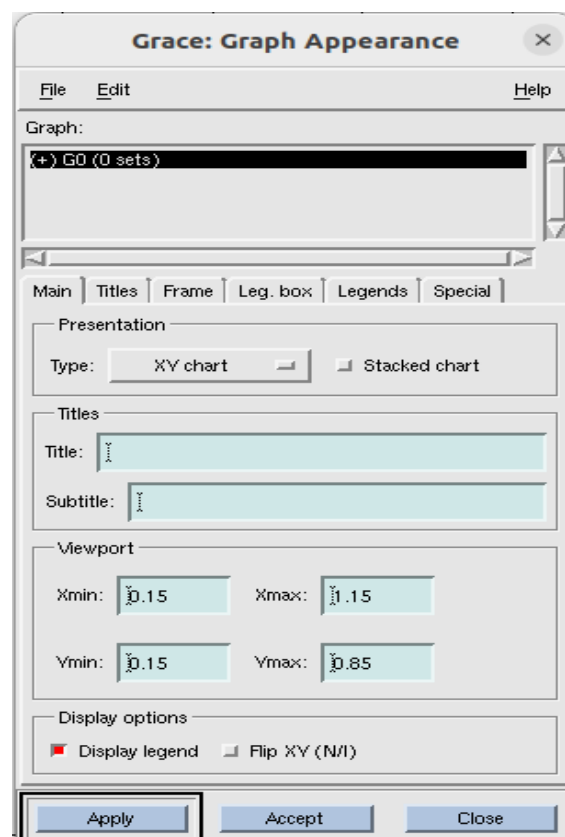 Grace: Graph Appearance
File Edit Help
Graph:
(+) G0 (0 sets)
Main Titles Frame Leg. box Legends Special
Presentation
Type: XY chart Stacked chart
Titles
Title:
Subtitle:
Viewport
Xmin: 0.15 Xmax: 1.15
Ymin: 0.15 Ymax: 0.85
Display options
Display legend Flip XY (N/I)
Apply Accept Close